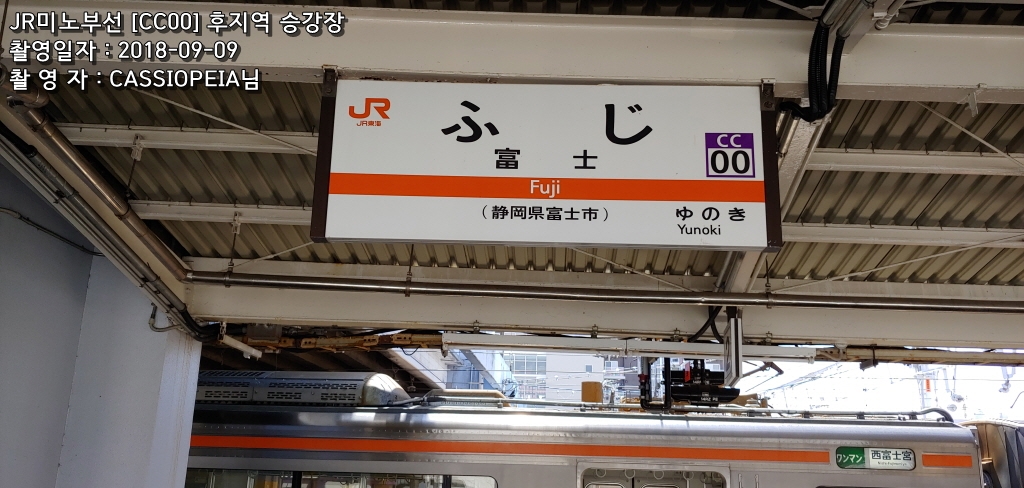 JR미노부선 [CC00] 후지역 승강장
촬영일자 : 2018-09-09
촬 영 자 : CASSIOPEIA님
JR
JR東海
ふじ
富士
CC
00
Fuji
(静岡県富士市)
ゆのき
Yunoki
ワンマン
西富士宮